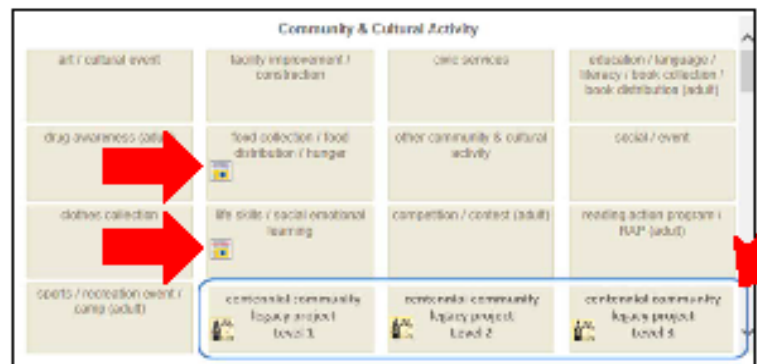 Community & Cultural Activity
art / cultural event
facility improvement /
construction
civic services
education / language /
literacy / book collection /
book distribution (adult)
drug awareness (adult)
food collection / food
distribution / hunger
other community & cultural
activity
social / event
clothes collection
life skills / social emotional
learning
competition / contest (adult)
reading action program /
RAP (adult)
sports / recreation event /
camp (adult)
centennial community
legacy project
Level 1
centennial community
legacy project
Level 2
centennial community
legacy project
Level 3